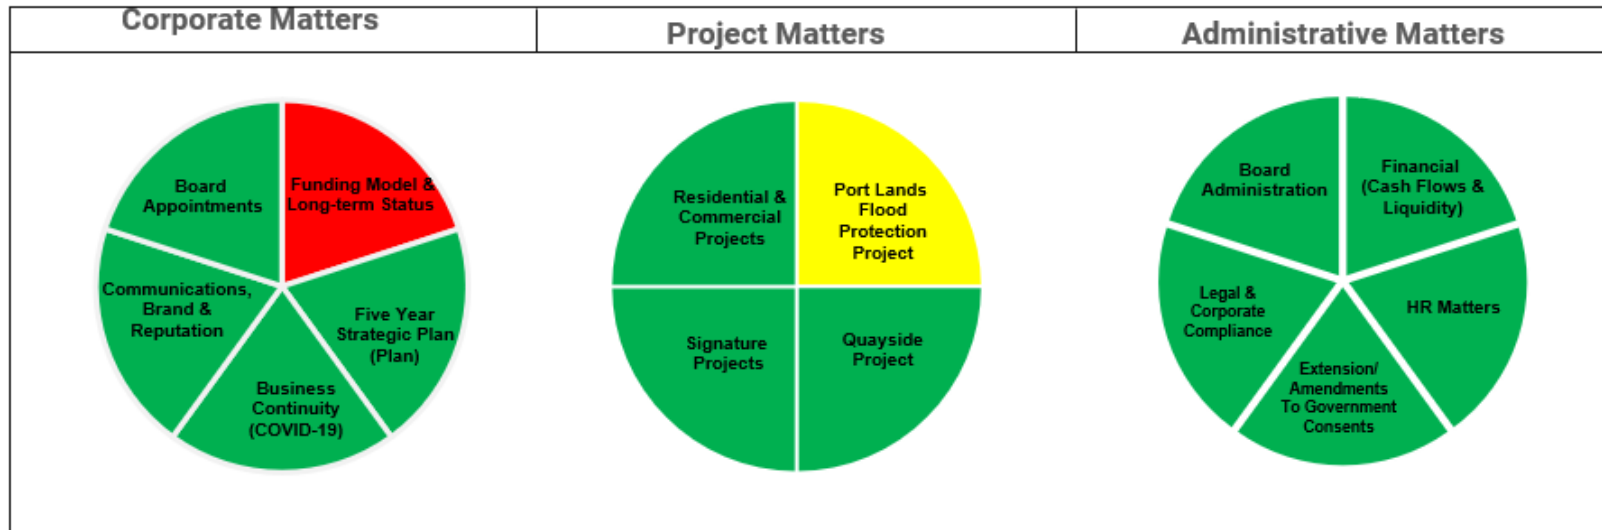 Corporate Matters
Project Matters
Administrative Matters
Board
Appointments
Funding Model &
Long-term Status
Communications,
Brand &
Reputation
Five Year
Strategic Plan
(Plan)
Business
Continuity
(COVID-19)
Residential &
Commercial
Projects
Port Lands
Flood
Protection
Project
Signature
Projects
Quayside
Project
Board
Administration
Financial
(Cash Flows &
Liquidity)
Legal &
Corporate
Compliance
HR Matters
Extension/
Amendments
To Government
Consents